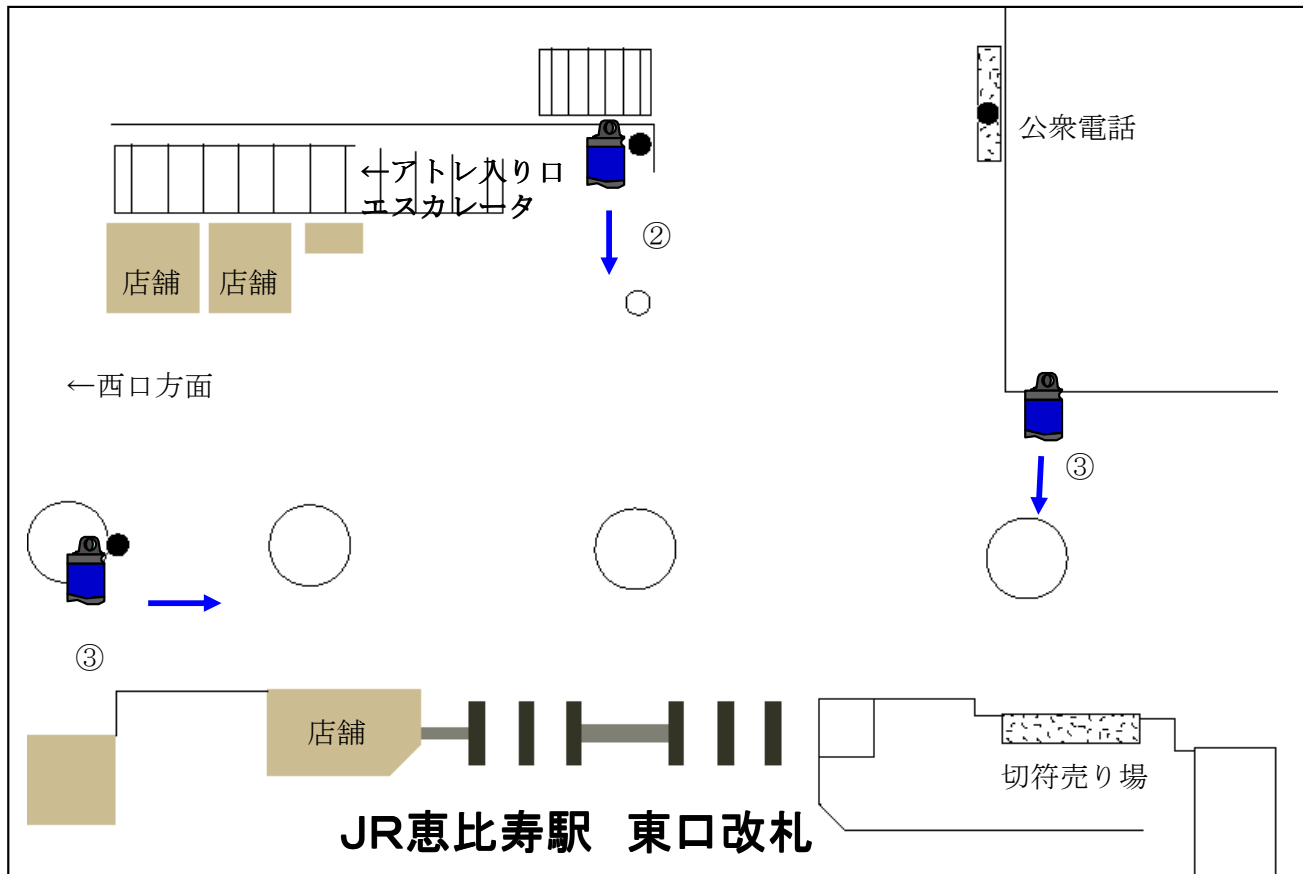 公衆電話
←アトレ入り口
エスカレータ
②
店舗
店舗
←西口方面
③
③
店舗
切符売り場
JR恵比寿駅 東口改札